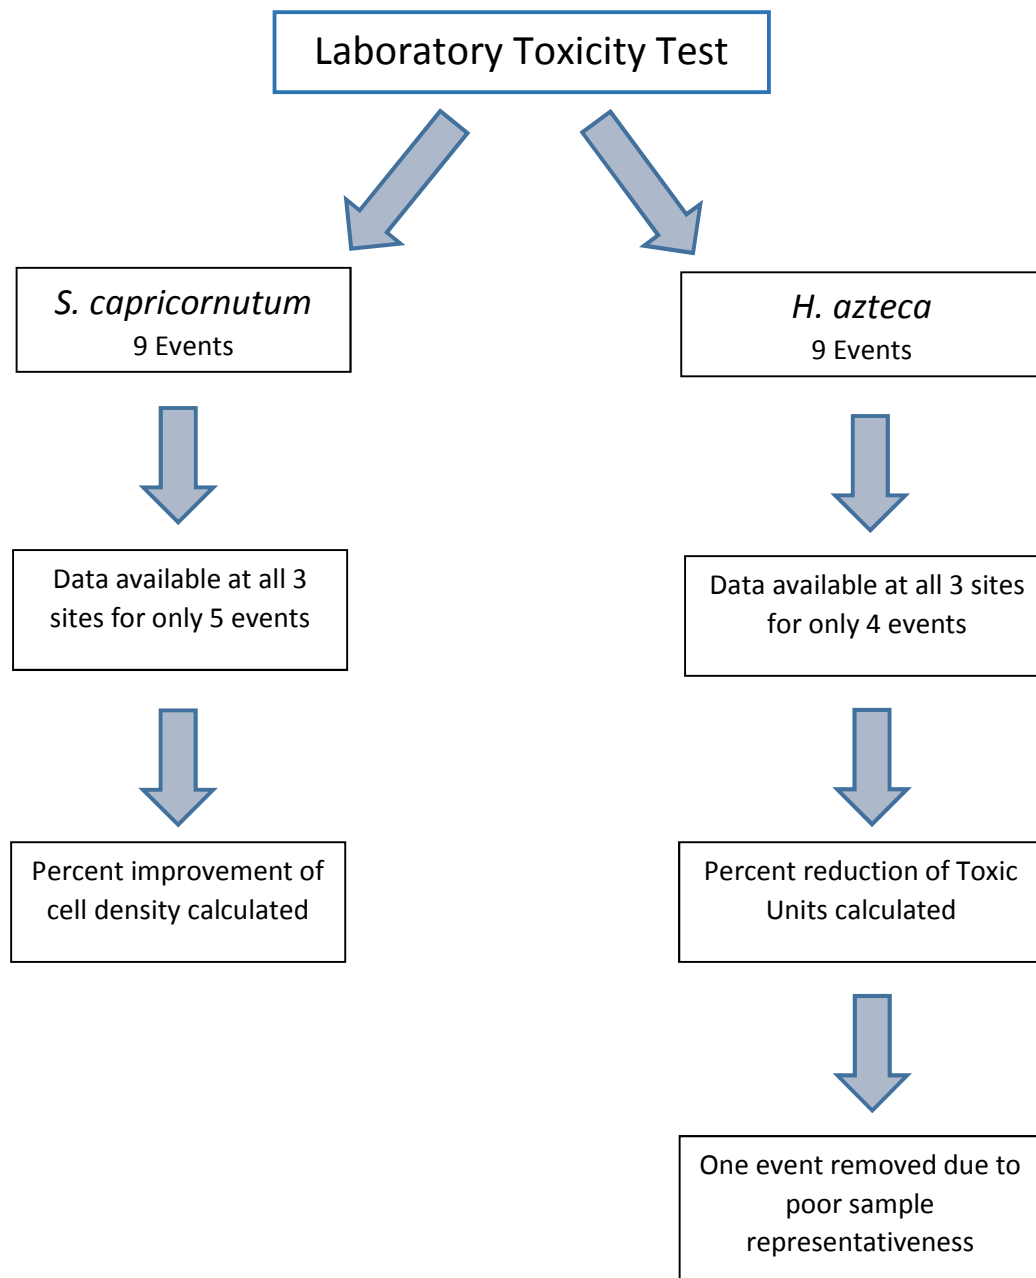 Laboratory Toxicity Test
S. capricornutum
9 Events
Data available at all 3
sites for only 5 events
Percent improvement of
cell density calculated
H. azteca
9 Events
Data available at all 3 sites
for only 4 events
Percent reduction of Toxic
Units calculated
One event removed due to
poor sample
representativeness